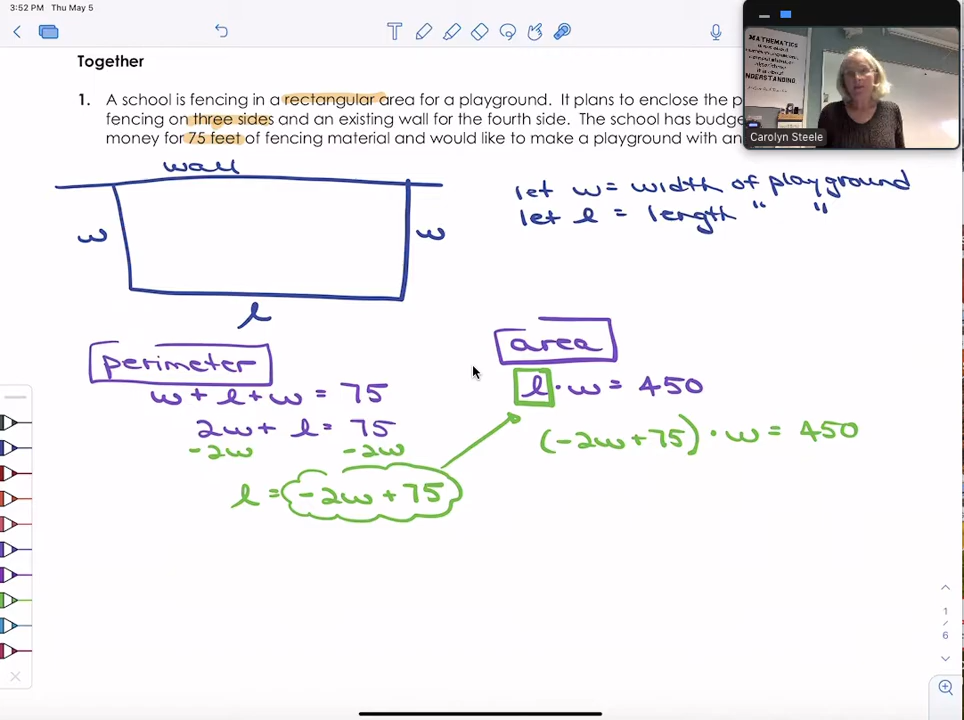 3:52 PM Thu May 5
Together
1. A school is fencing in a rectangular area for a playground. It plans to enclose the p
fencing on three sides and an existing wall for the fourth side. The school has budge
money for 75 feet of fencing material and would like to make a playground with an
MATHEMATICS
UNDERSTANDING
Carolyn Steele
wall
let w = width of playground
let l = length " "
w
w
l
perimeter
w + l + w = 75
2w + l = 75
-2w -2w
l = -2w + 75
area
l · w = 450
(-2w + 75) · w = 450
1
/
6